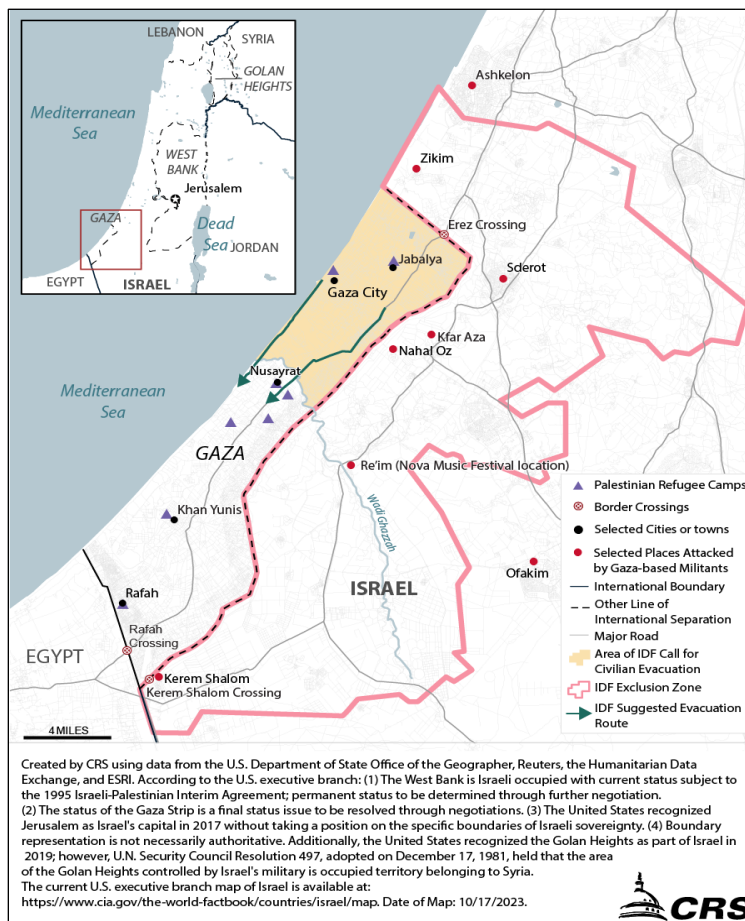 LEBANON
SYRIA
GOLAN
HEIGHTS
Mediterranean
Sea
WEST
BANK
Jerusalem
GAZA
Dead
Sea
JORDAN
EGYPT
ISRAEL
Ashkelon
Zikim
Erez Crossing
Jabalya
Sderot
Gaza City
Kfar Aza
Nahal Oz
Mediterranean
Sea
Nusayrat
GAZA
Re'im (Nova Music Festival location)
Khan Yunis
Wadi Ghazzah
Ofakim
ISRAEL
Rafah
Rafah
Crossing
EGYPT
Kerem Shalom
Kerem Shalom Crossing
4 MILES
Palestinian Refugee Camps
Border Crossings
Selected Cities or towns
Selected Places Attacked
by Gaza-based Militants
International Boundary
Other Line of
International Separation
Major Road
Area of IDF Call for
Civilian Evacuation
IDF Exclusion Zone
IDF Suggested Evacuation
Route
Created by CRS using data from the U.S. Department of State Office of the Geographer, Reuters, the Humanitarian Data
Exchange, and ESRI. According to the U.S. executive branch: (1) The West Bank is Israeli occupied with current status subject to
the 1995 Israeli-Palestinian Interim Agreement; permanent status to be determined through further negotiation.
(2) The status of the Gaza Strip is a final status issue to be resolved through negotiations. (3) The United States recognized
Jerusalem as Israel's capital in 2017 without taking a position on the specific boundaries of Israeli sovereignty. (4) Boundary
representation is not necessarily authoritative. Additionally, the United States recognized the Golan Heights as part of Israel in
2019; however, U.N. Security Council Resolution 497, adopted on December 17, 1981, held that the area
of the Golan Heights controlled by Israel's military is occupied territory belonging to Syria.
The current U.S. executive branch map of Israel is available at:
https://www.cia.gov/the-world-factbook/countries/israel/map. Date of Map: 10/17/2023.
CRS